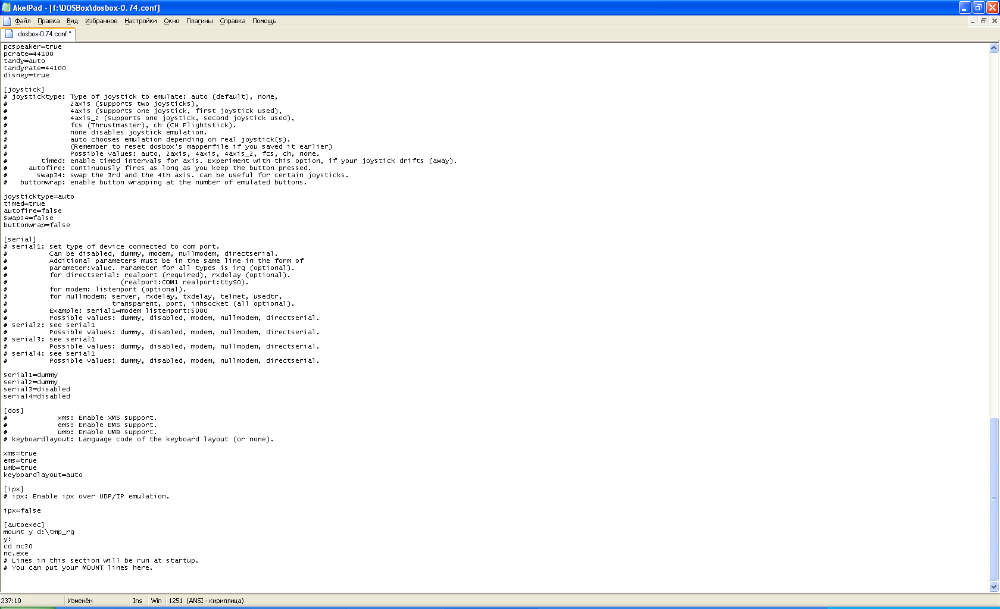 AkelPad - [f:\DOSBox\dosbox-0.74.conf]
Файл Правка Вид Избранное Настройки Окно Плагины Справка Помощь
dosbox-0.74.conf *
pcspeaker=true
pcrate=44100
tandy=auto
tandyrate=44100
disney=true

[joystick]
# joysticktype: Type of joystick to emulate: auto (default), none,
#               2axis (supports two joysticks),
#               4axis (supports one joystick, first joystick used),
#               4axis_2 (supports one joystick, second joystick used),
#               fcs (Thrustmaster), ch (CH Flightstick).
#               none disables joystick emulation.
#               auto chooses emulation depending on real joystick(s).
#               (Remember to reset dosbox's mapperfile if you saved it earlier)
#               Possible values: auto, 2axis, 4axis, 4axis_2, fcs, ch, none.
#        timed: enable timed intervals for axis. Experiment with this option, if your joystick drifts (away).
#     autofire: continuously fires as long as you keep the button pressed.
#       swap34: swap the 3rd and the 4th axis. can be useful for certain joysticks.
#   buttonwrap: enable button wrapping at the number of emulated buttons.

joysticktype=auto
timed=true
autofire=false
swap34=false
buttonwrap=false

[serial]
# serial1: set type of device connected to com port.
#          Can be disabled, dummy, modem, nullmodem, directserial.
#          Additional parameters must be in the same line in the form of
#          parameter:value. Parameter for all types is irq (optional).
#          for directserial: realport (required), rxdelay (optional).
#                           (realport:COM1 realport:ttyS0).
#          for modem: listenport (optional).
#          for nullmodem: server, rxdelay, txdelay, telnet, usedtr,
#                         transparent, port, inhsocket (all optional).
#          Example: serial1=modem listenport:5000
#          Possible values: dummy, disabled, modem, nullmodem, directserial.
# serial2: see serial1
#          Possible values: dummy, disabled, modem, nullmodem, directserial.
# serial3: see serial1
#          Possible values: dummy, disabled, modem, nullmodem, directserial.
# serial4: see serial1
#          Possible values: dummy, disabled, modem, nullmodem, directserial.

serial1=dummy
serial2=dummy
serial3=disabled
serial4=disabled

[dos]
#            xms: Enable XMS support.
#            ems: Enable EMS support.
#            umb: Enable UMB support.
# keyboardlayout: Language code of the keyboard layout (or none).

xms=true
ems=true
umb=true
keyboardlayout=auto

[ipx]
# ipx: Enable ipx over UDP/IP emulation.

ipx=false

[autoexec]
mount y d:\tmp_rg
y:
cd nc30
nc.exe
# Lines in this section will be run at startup.
# You can put your MOUNT lines here.
237:10 Изменён Ins Win 1251 (ANSI - кириллица)